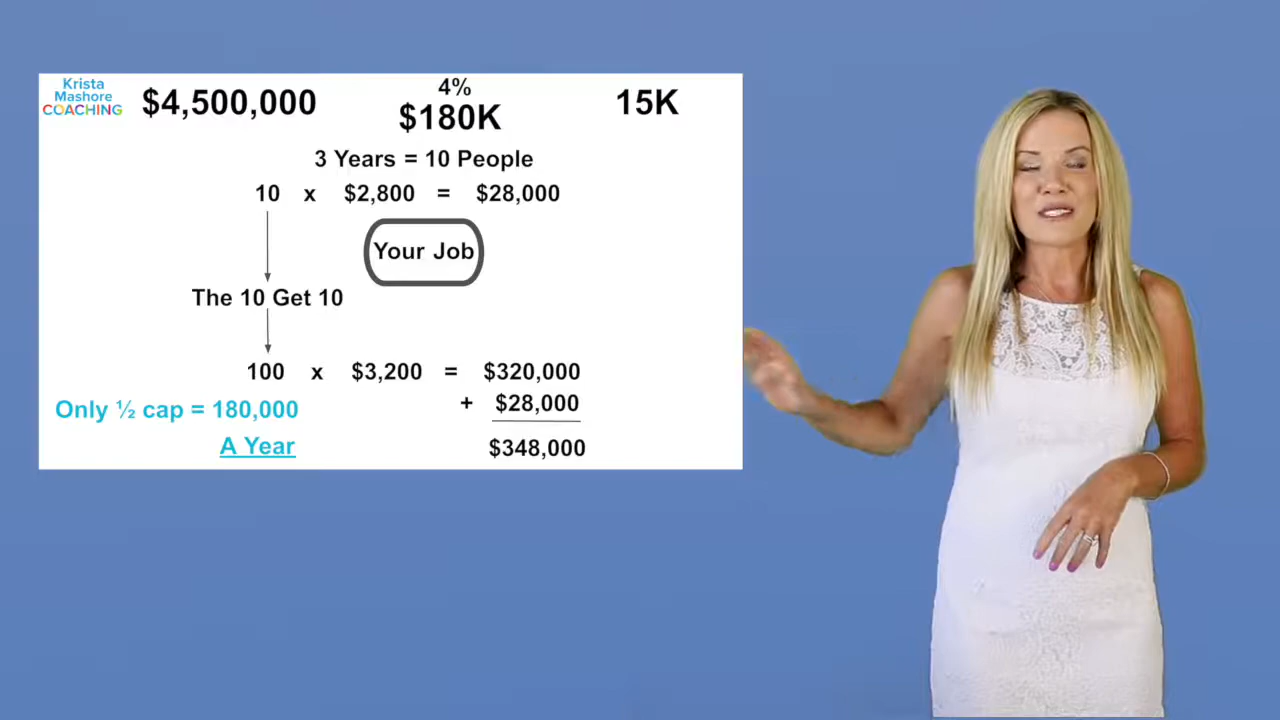 Krista
Mashore
COACHING
$4,500,000
4%
$180K
15K
3 Years = 10 People
10 x $2,800 = $28,000
Your Job
The 10 Get 10
100 x $3,200 = $320,000
Only ½ cap = 180,000
+ $28,000
A Year
$348,000